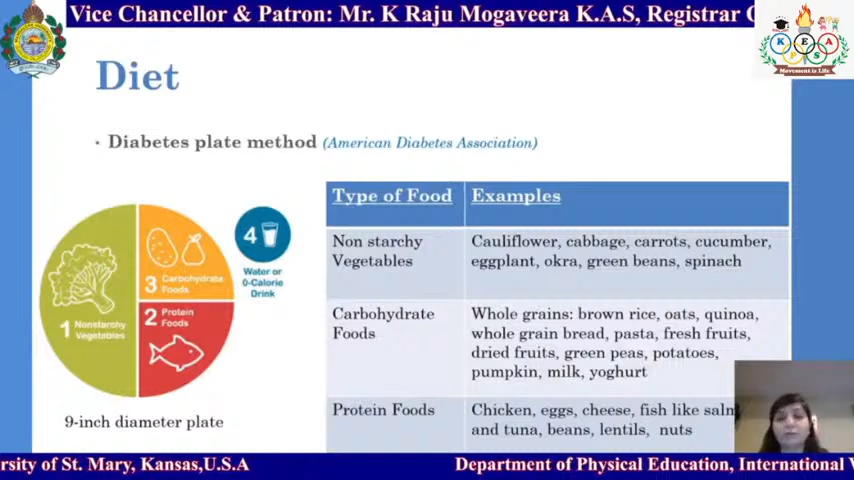 Vice Chancellor & Patron: Mr. K Raju Mogaveera K.A.S, Registrar
K E A
P S
Movement is Life
Diet
• Diabetes plate method (American Diabetes Association)
1 Nonstarchy
Vegetables
3 Carbohydrate
Foods
2 Protein
Foods
4
Water or
0-Calorie
Drink
9-inch diameter plate
Type of Food Examples
Non starchy
Vegetables
Cauliflower, cabbage, carrots, cucumber,
eggplant, okra, green beans, spinach
Carbohydrate
Foods
Whole grains: brown rice, oats, quinoa,
whole grain bread, pasta, fresh fruits,
dried fruits, green peas, potatoes,
pumpkin, milk, yoghurt
Protein Foods
Chicken, eggs, cheese, fish like salm
and tuna, beans, lentils, nuts
rsity of St. Mary, Kansas,U.S.A
Department of Physical Education, International